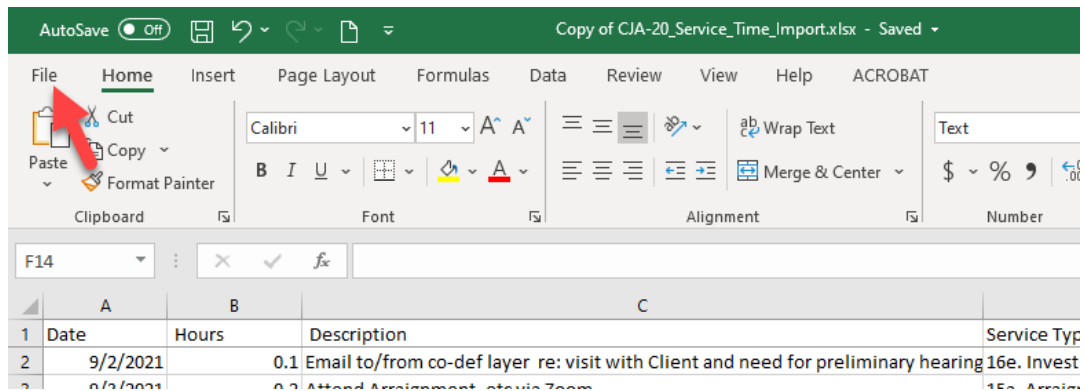 AutoSave Off Copy of CJA-20_Service_Time_Import.xlsx - Saved
File Home Insert Page Layout Formulas Data Review View Help ACROBAT
Cut
Calibri 11 A A ab Wrap Text Text
Copy
Paste
B I U A Merge & Center $ % 9
Format Painter
Clipboard Font Alignment Number
F14 fx
A B C
1 Date Hours Description Service Typ
2 9/2/2021 0.1 Email to/from co-def layer re: visit with Client and need for preliminary hearing 16e. Invest